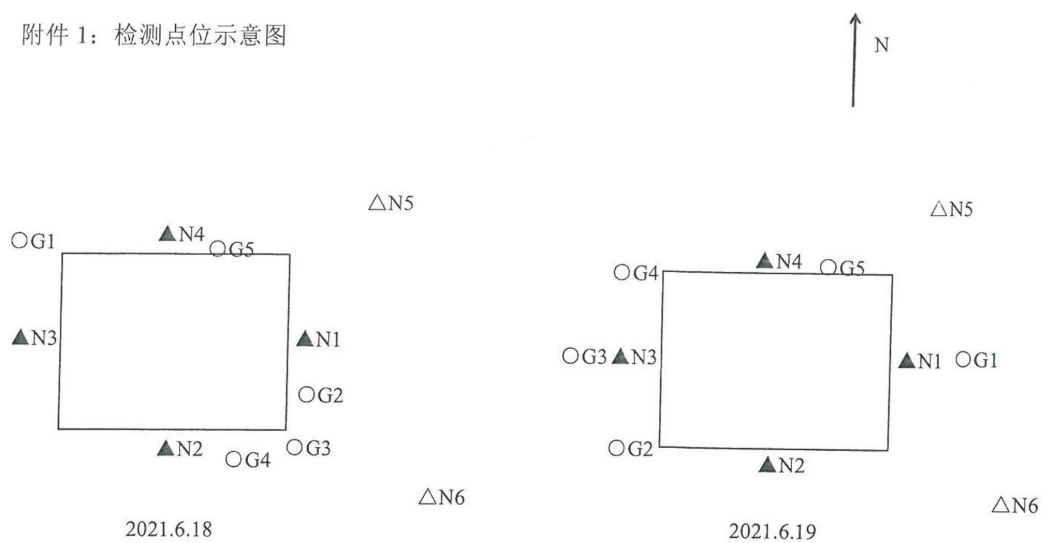 附件 1：检测点位示意图
N
△N5
○G1
▲N4
○G5
▲N3
▲N1
○G2
▲N2
○G4
○G3
△N6
2021.6.18
△N5
○G4
▲N4
○G5
○G3
▲N3
▲N1
○G1
○G2
▲N2
△N6
2021.6.19